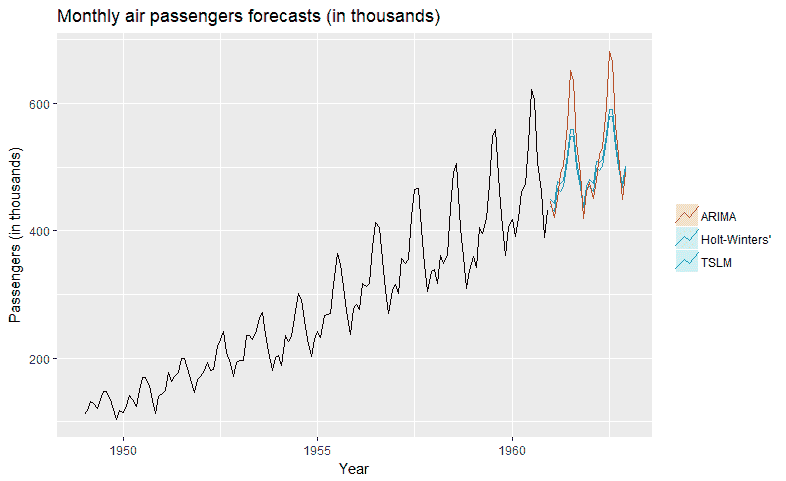 Monthly air passengers forecasts (in thousands)
Passengers (in thousands)
600
400
200
1950
1955
1960
Year
ARIMA
Holt-Winters'
TSLM